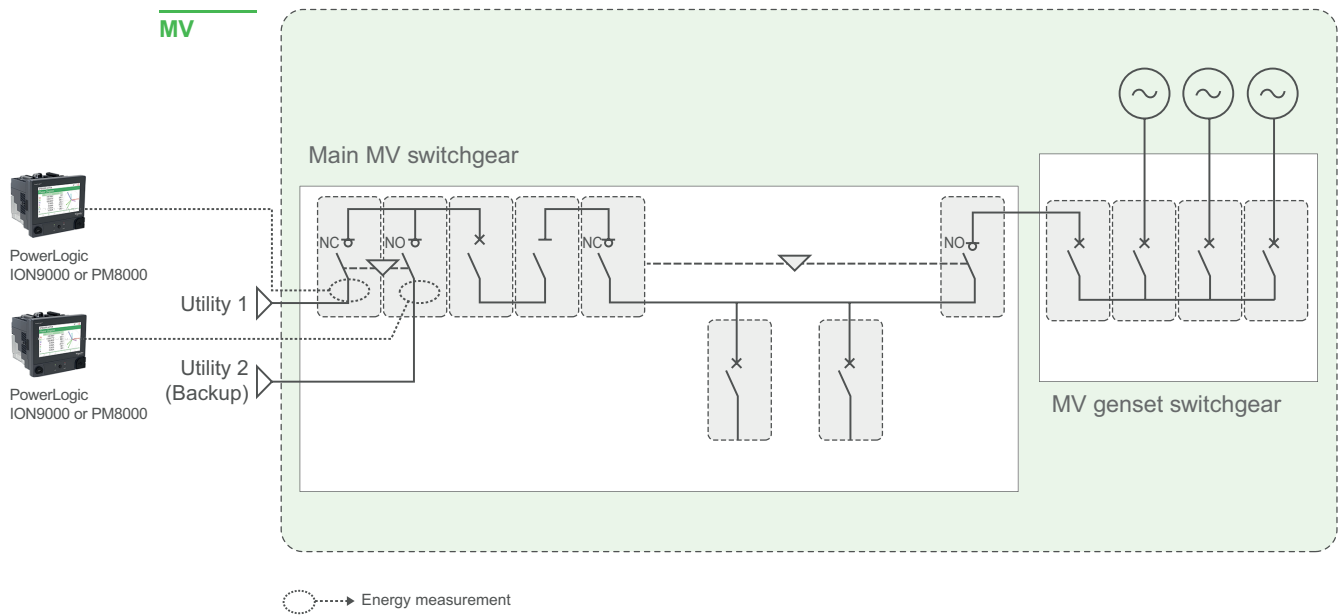 MV
Main MV switchgear
NC
NO
NC
NO
PowerLogic
ION9000 or PM8000
Utility 1
Utility 2
(Backup)
PowerLogic
ION9000 or PM8000
MV genset switchgear
Energy measurement